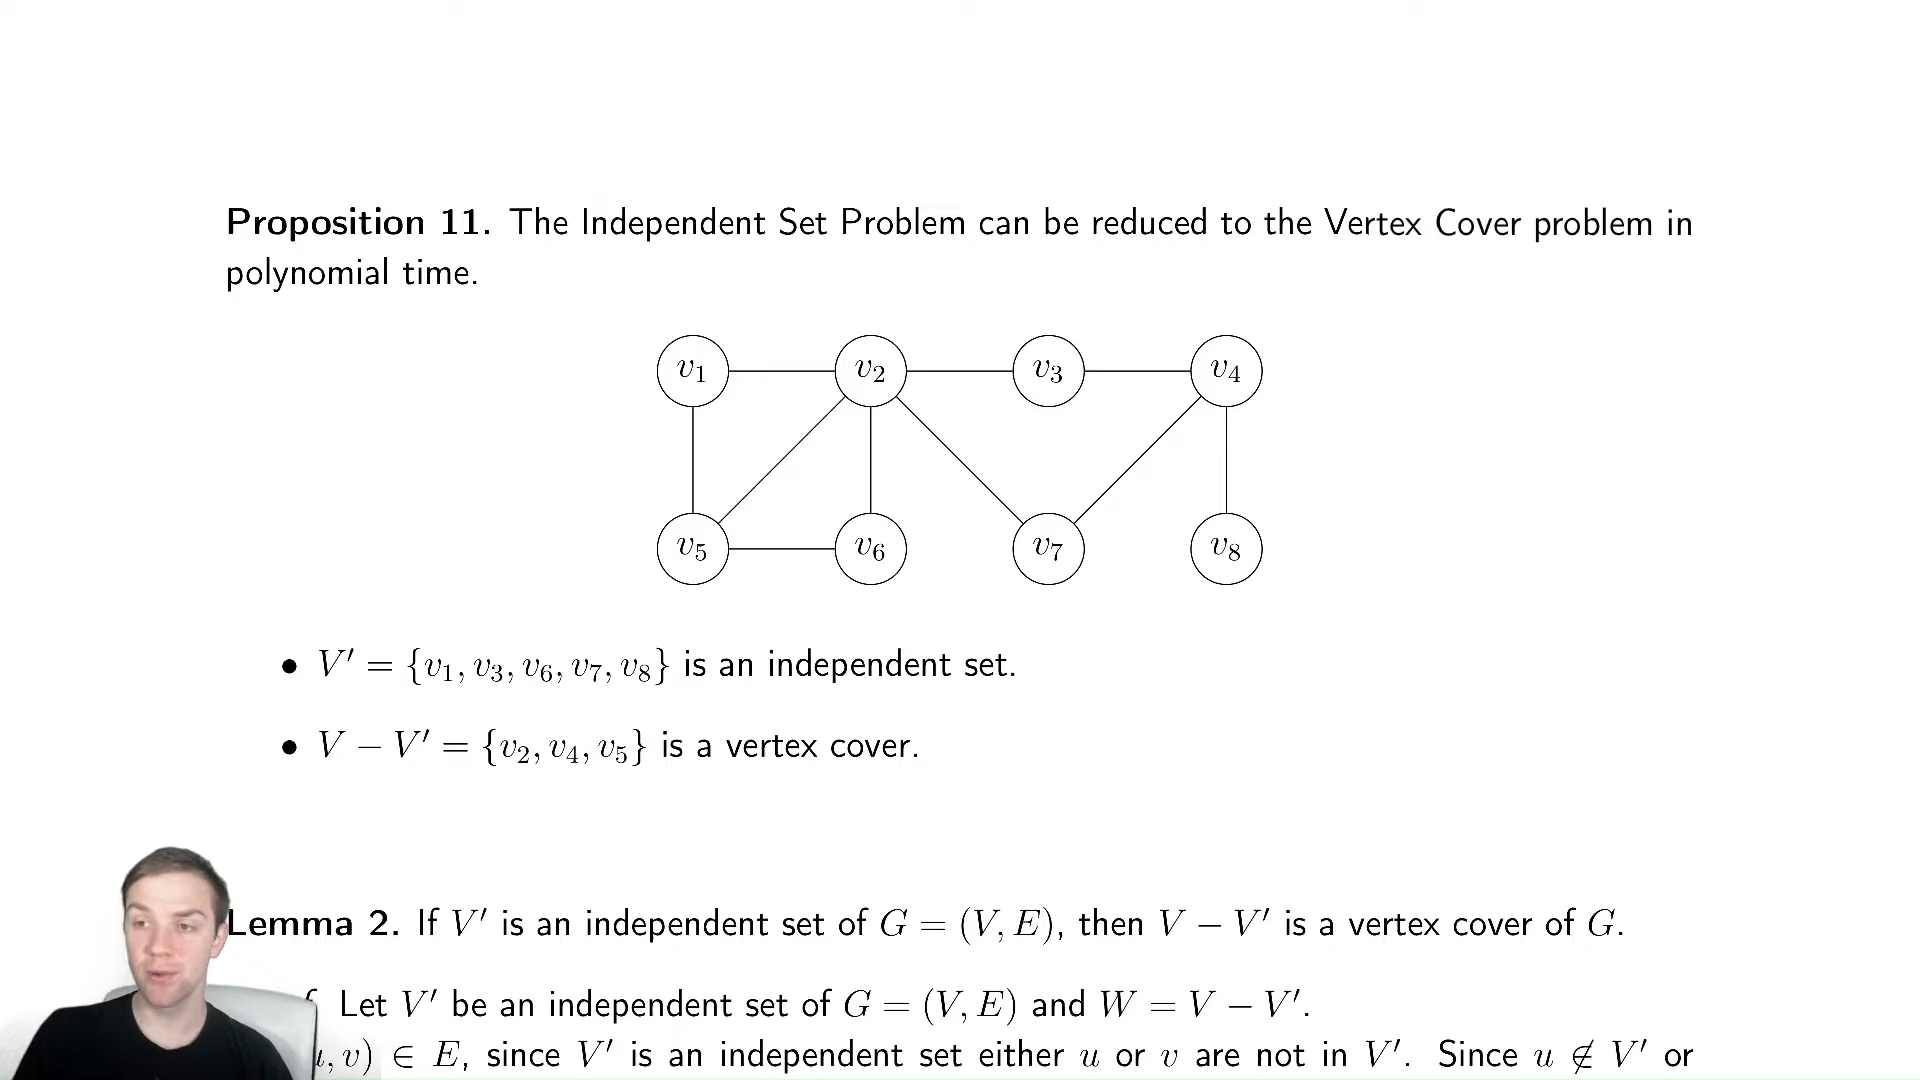 Proposition 11. The Independent Set Problem can be reduced to the Vertex Cover problem in
polynomial time.
v₁ v₂ v₃ v₄
v₅ v₆ v₇ v₈
• V′ = {v₁, v₃, v₆, v₇, v₈} is an independent set.
• V − V′ = {v₂, v₄, v₅} is a vertex cover.
Lemma 2. If V′ is an independent set of G = (V, E), then V − V′ is a vertex cover of G.
Let V′ be an independent set of G = (V, E) and W = V − V′.
, v) ∈ E, since V′ is an independent set either u or v are not in V′. Since u ∉ V′ or